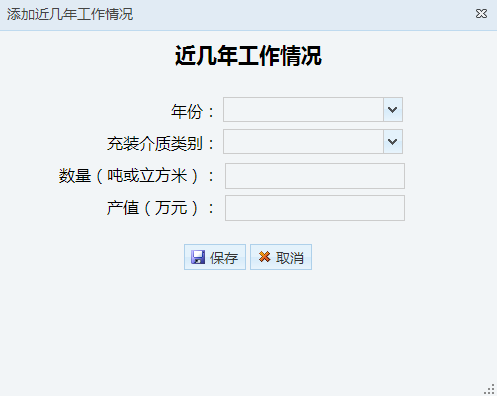 添加近几年工作情况
近几年工作情况
年份：
充装介质类别：
数量（吨或立方米）：
产值（万元）：
保存 取消